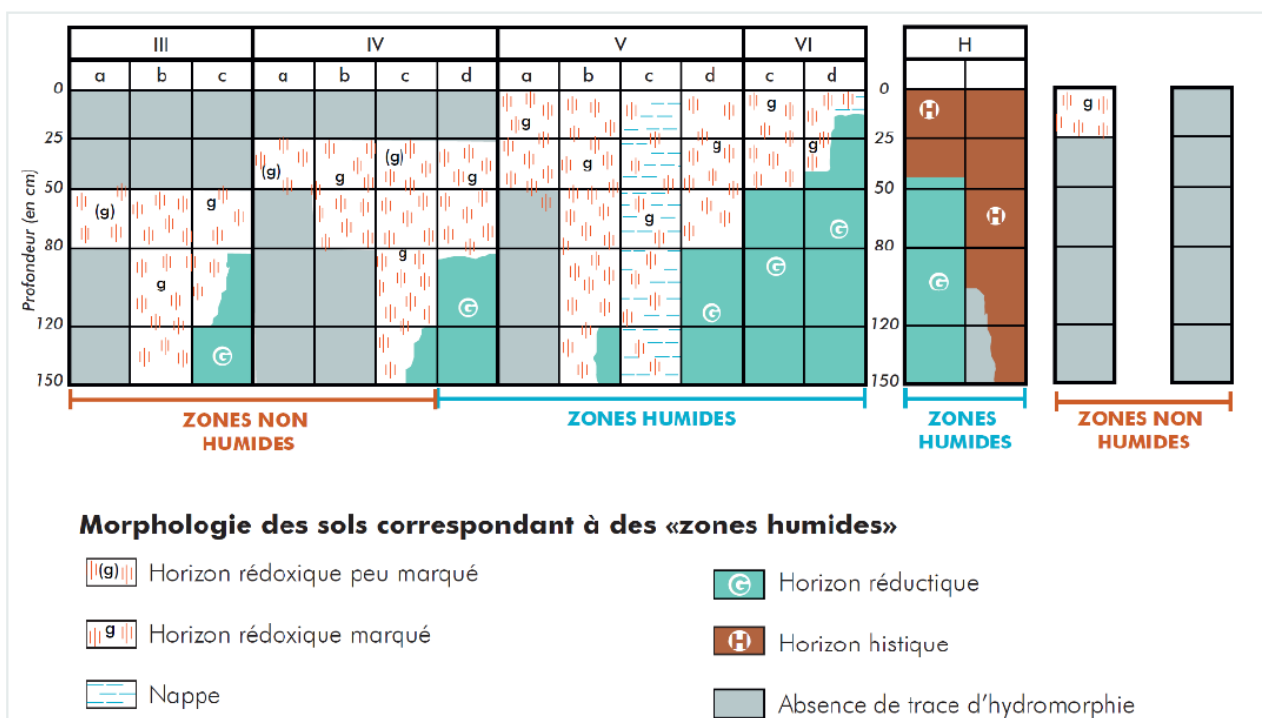 III IV V VI H
a b c a b c d a b c d c d
Profondeur (en cm)
0 0
25 25
50 50
80 80
120 120
150 150
g g g
H
g
(g) (g) g g g g
(g) g g H
g g G
g G G
G G
G
ZONES NON HUMIDES
ZONES HUMIDES
ZONES HUMIDES
ZONES NON HUMIDES
Morphologie des sols correspondant à des «zones humides»
(g) Horizon rédoxique peu marqué
g Horizon rédoxique marqué
Nappe
G Horizon réductique
H Horizon histique
Absence de trace d'hydromorphie